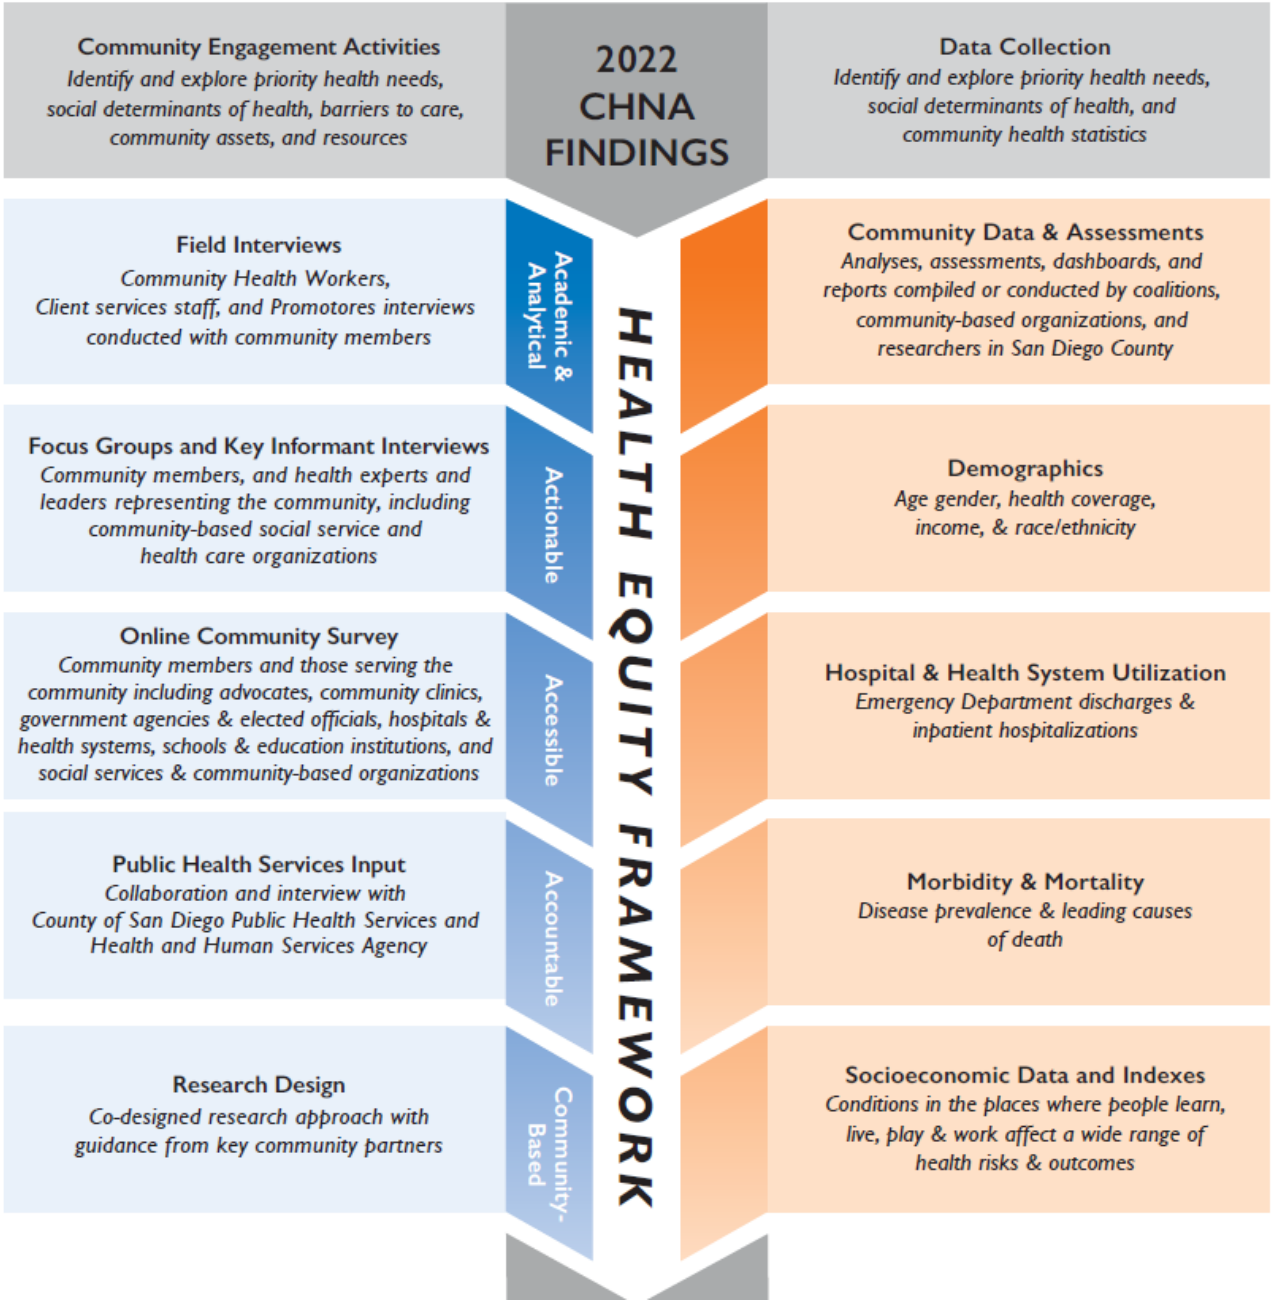 Community Engagement Activities
Identify and explore priority health needs,
social determinants of health, barriers to care,
community assets, and resources
2022
CHNA
FINDINGS
Data Collection
Identify and explore priority health needs,
social determinants of health, and
community health statistics
Field Interviews
Community Health Workers,
Client services staff, and Promotores interviews
conducted with community members
Academic &
Analytical
Community Data & Assessments
Analyses, assessments, dashboards, and
reports compiled or conducted by coalitions,
community-based organizations, and
researchers in San Diego County
HEALTH EQUITY FRAMEWORK
Focus Groups and Key Informant Interviews
Community members, and health experts and
leaders representing the community, including
community-based social service and
health care organizations
Actionable
Demographics
Age gender, health coverage,
income, & race/ethnicity
Online Community Survey
Community members and those serving the
community including advocates, community clinics,
government agencies & elected officials, hospitals &
health systems, schools & education institutions, and
social services & community-based organizations
Accessible
Hospital & Health System Utilization
Emergency Department discharges &
inpatient hospitalizations
Public Health Services Input
Collaboration and interview with
County of San Diego Public Health Services and
Health and Human Services Agency
Accountable
Morbidity & Mortality
Disease prevalence & leading causes
of death
Research Design
Co-designed research approach with
guidance from key community partners
Community-
Based
Socioeconomic Data and Indexes
Conditions in the places where people learn,
live, play & work affect a wide range of
health risks & outcomes